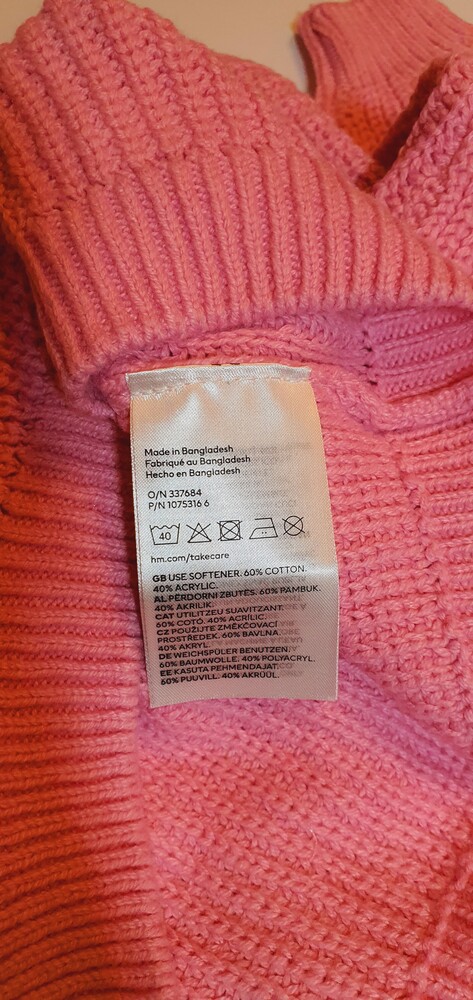 Made in Bangladesh
Fabriqué au Bangladesh
Hecho en Bangladesh
O/N 337684
P/N 1075316 6
40
hm.com/takecare
GB USE SOFTENER. 60% COTTON.
40% ACRYLIC.
AL PËRDORNI ZBUTËS. 60% PAMBUK.
40% AKRILIK.
CAT UTILITZEU SUAVITZANT.
60% COTÓ. 40% ACRÍLIC.
CZ POUŽIJTE ZMĚKČOVACÍ
PROSTŘEDEK. 60% BAVLNA.
40% AKRYL.
DE WEICHSPÜLER BENUTZEN.
60% BAUMWOLLE. 40% POLYACRYL.
EE KASUTA PEHMENDAJAT.
60% PUUVILL. 40% AKRÜÜL.